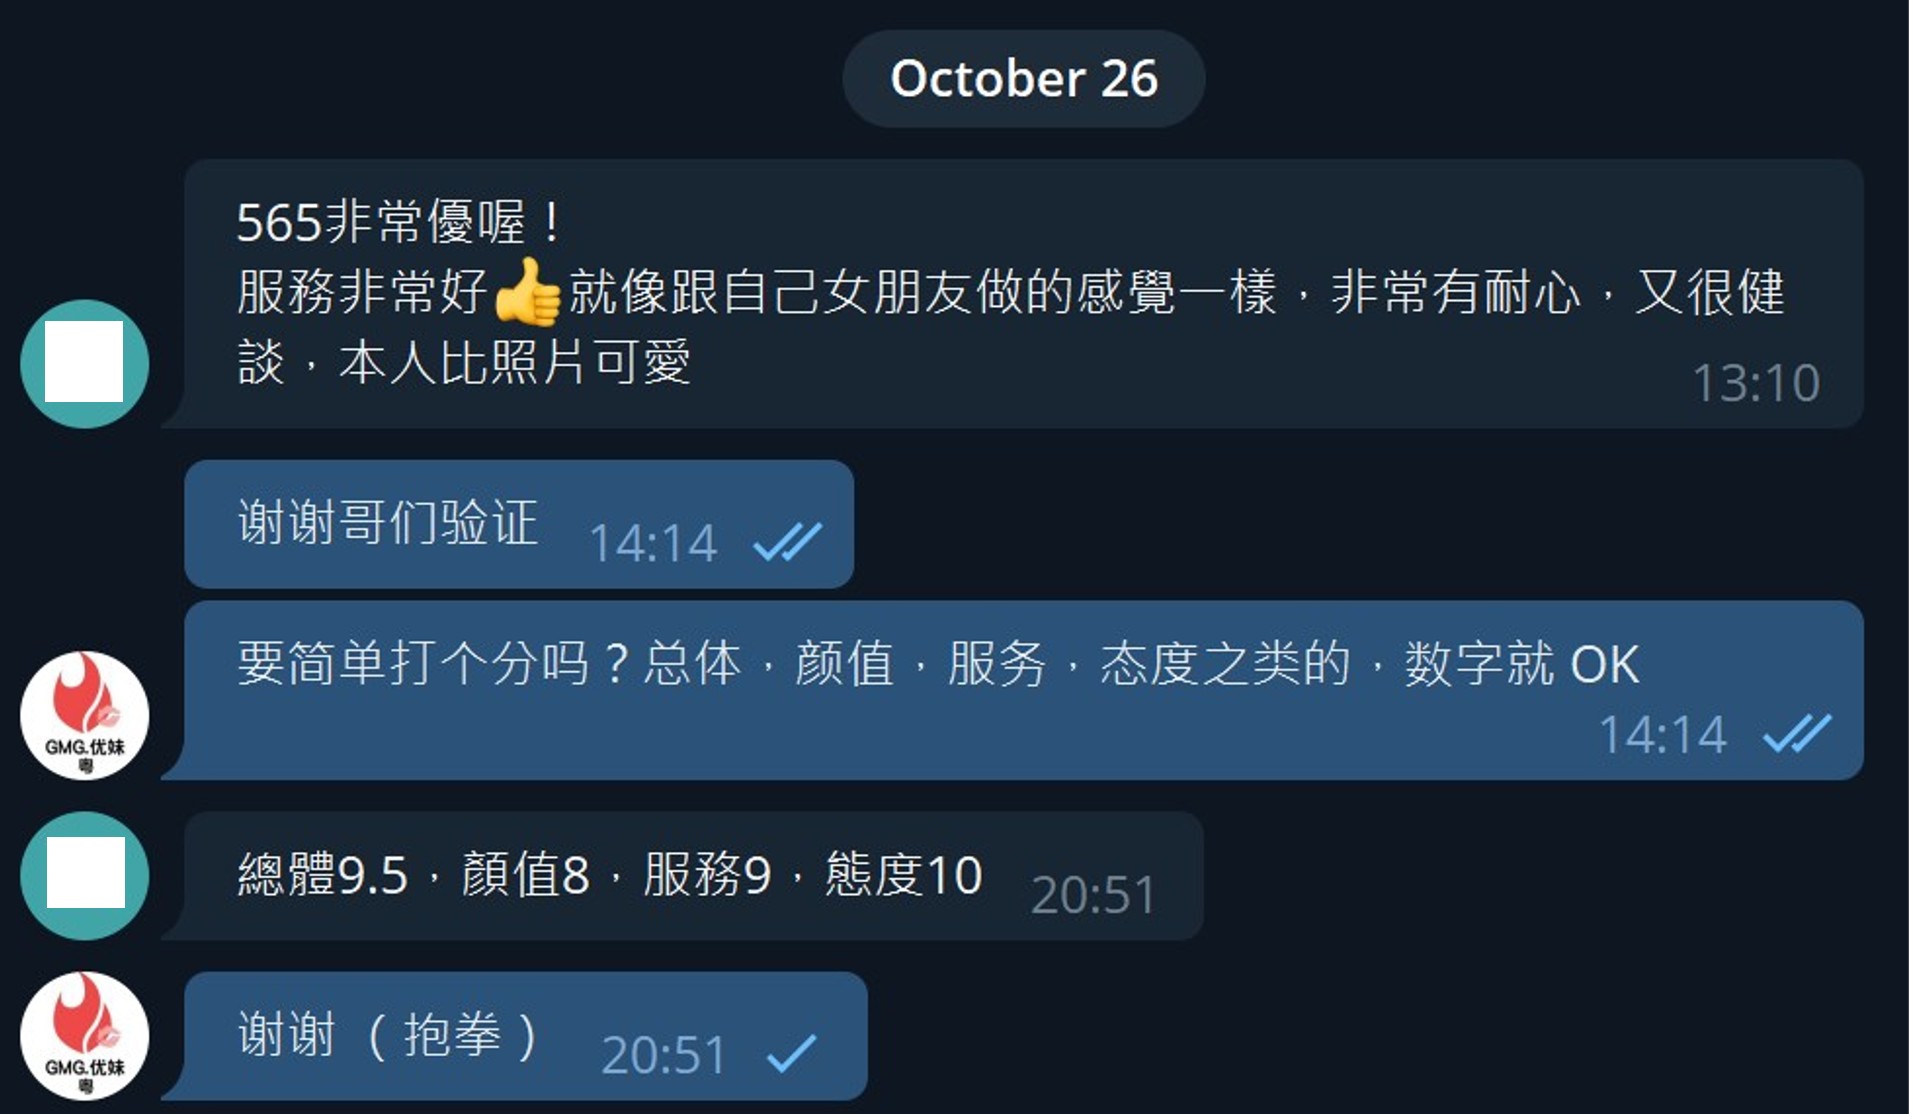 October 26
565非常優喔！
服務非常好👍就像跟自己女朋友做的感覺一樣，非常有耐心，又很健
談，本人比照片可愛
13:10
谢谢哥们验证 14:14
要简单打个分吗？总体，颜值，服务，态度之类的，数字就 OK
14:14
GMG.优妹
粤
總體9.5，顏值8，服務9，態度10 20:51
谢谢（抱拳） 20:51
GMG.优妹
粤